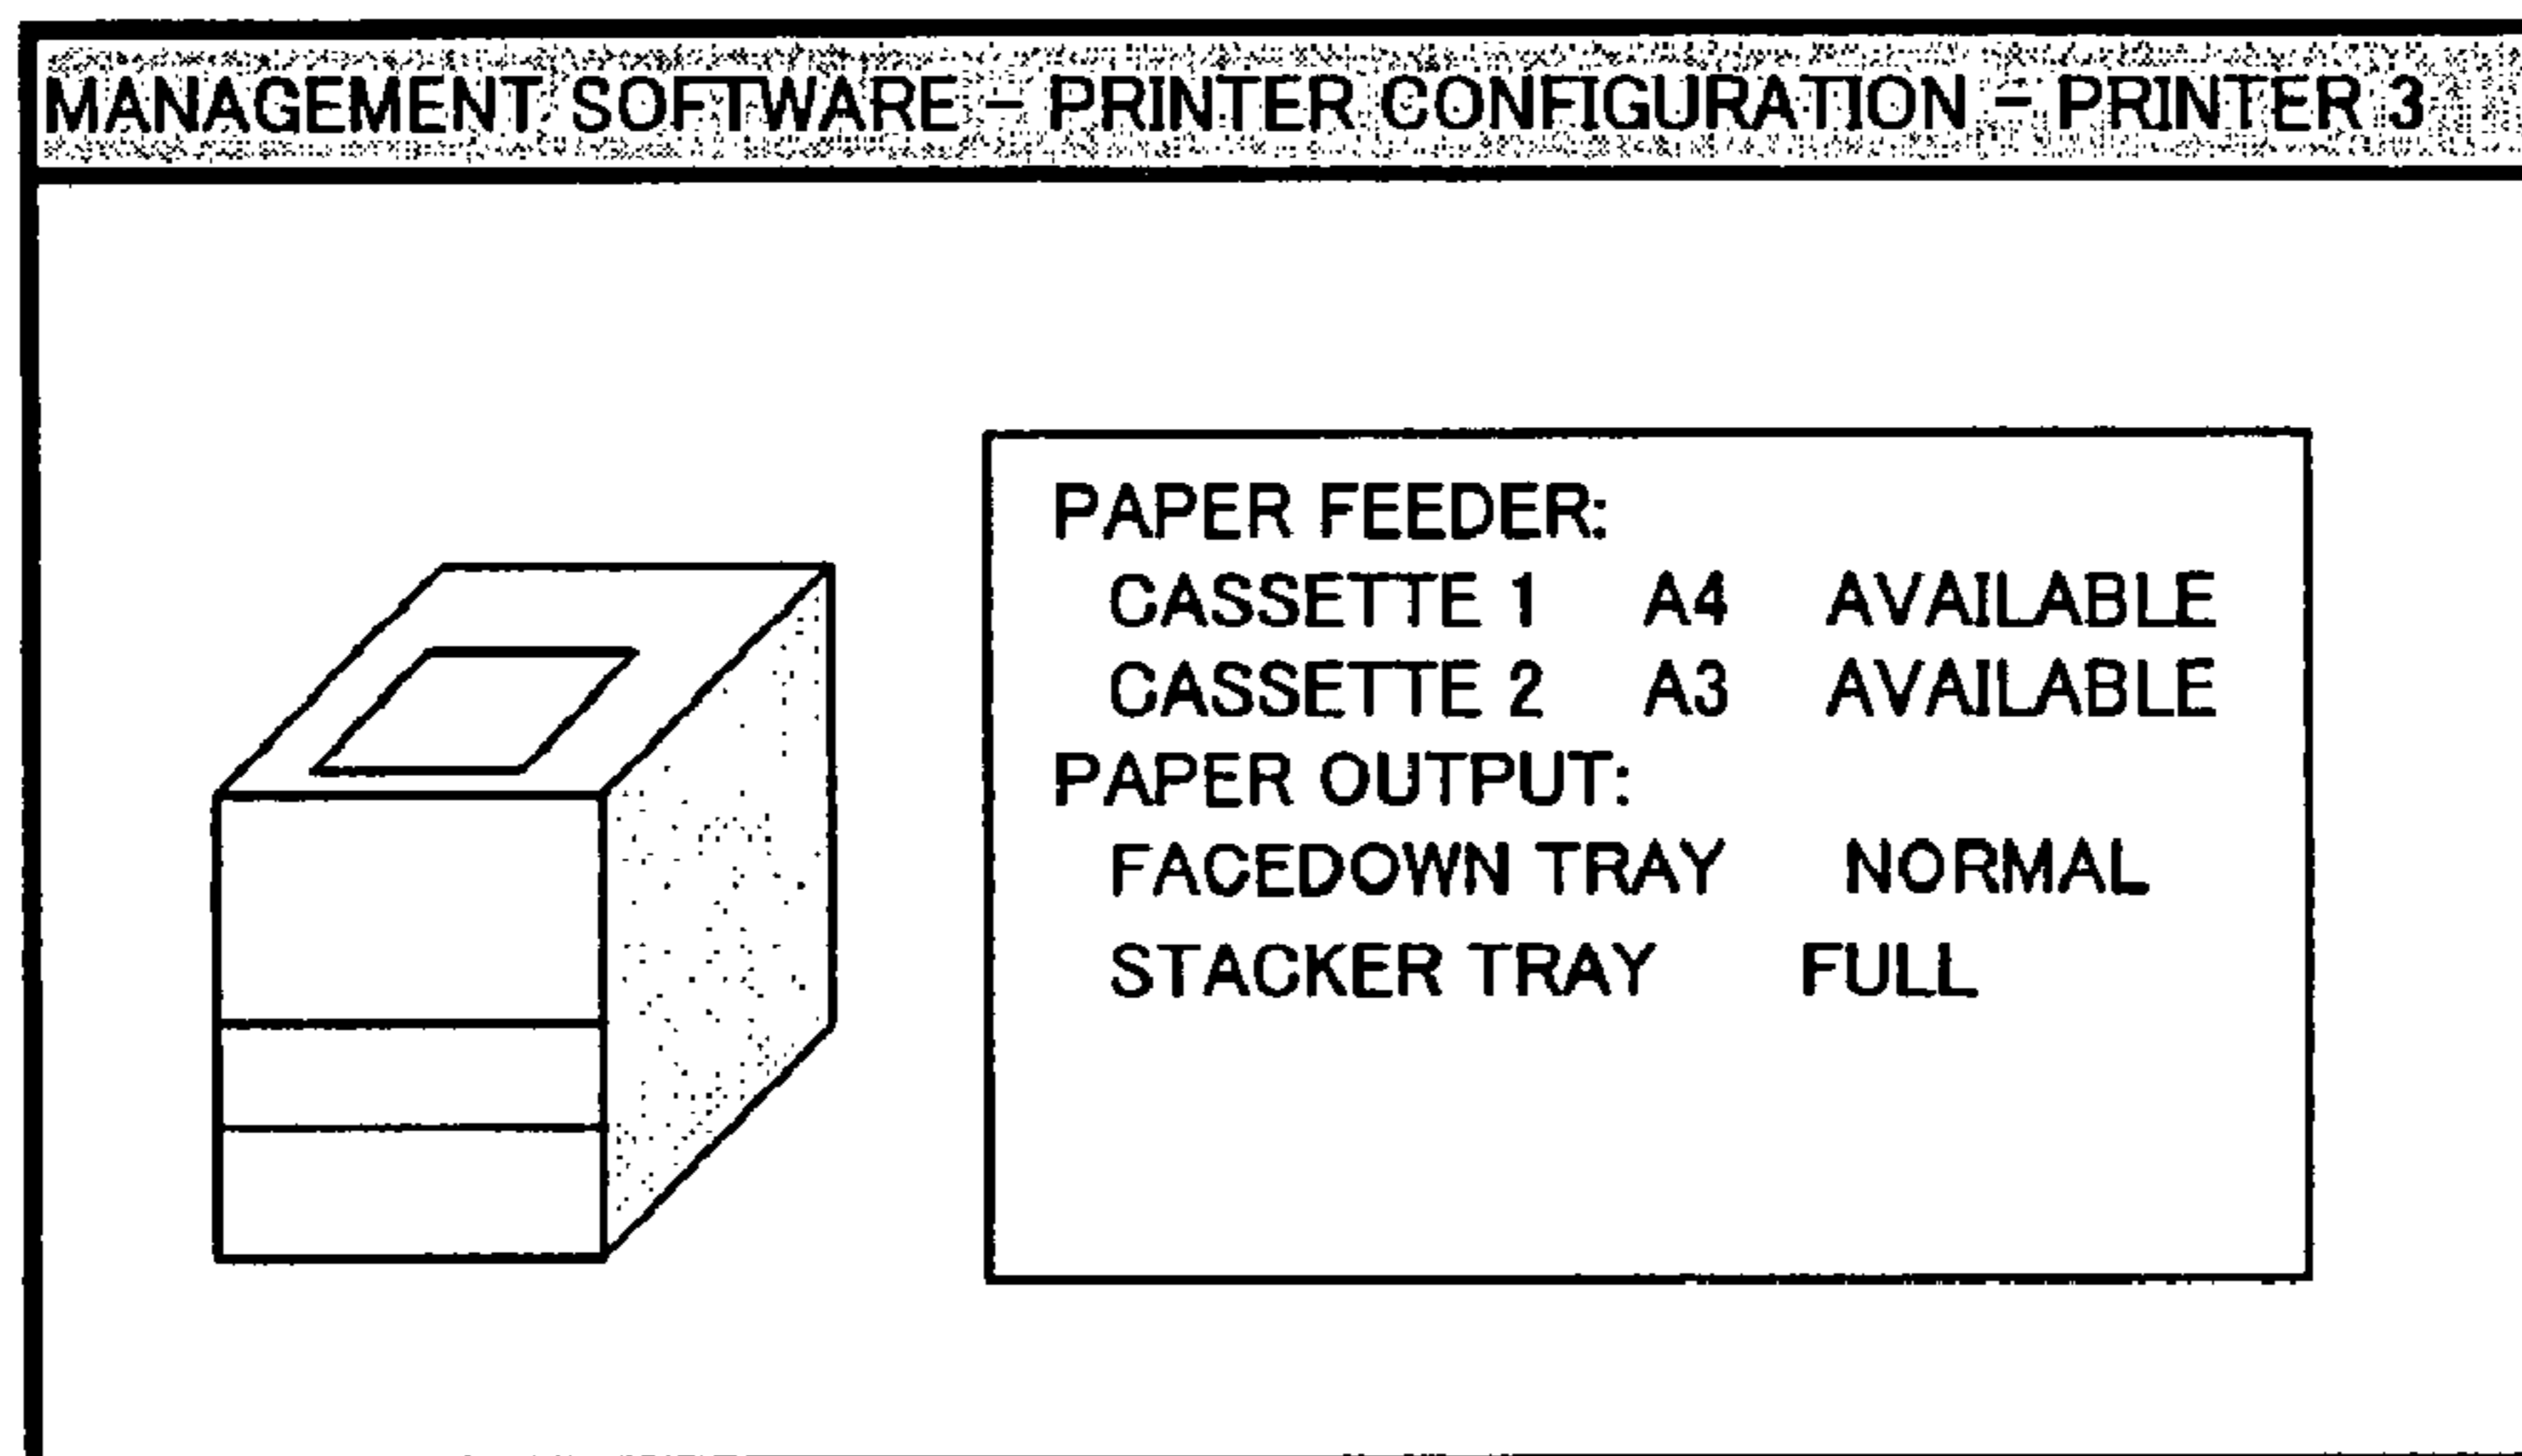 MANAGEMENT SOFTWARE – PRINTER CONFIGURATION – PRINTER 3
PAPER FEEDER:
CASSETTE 1 A4 AVAILABLE
CASSETTE 2 A3 AVAILABLE
PAPER OUTPUT:
FACEDOWN TRAY NORMAL
STACKER TRAY FULL